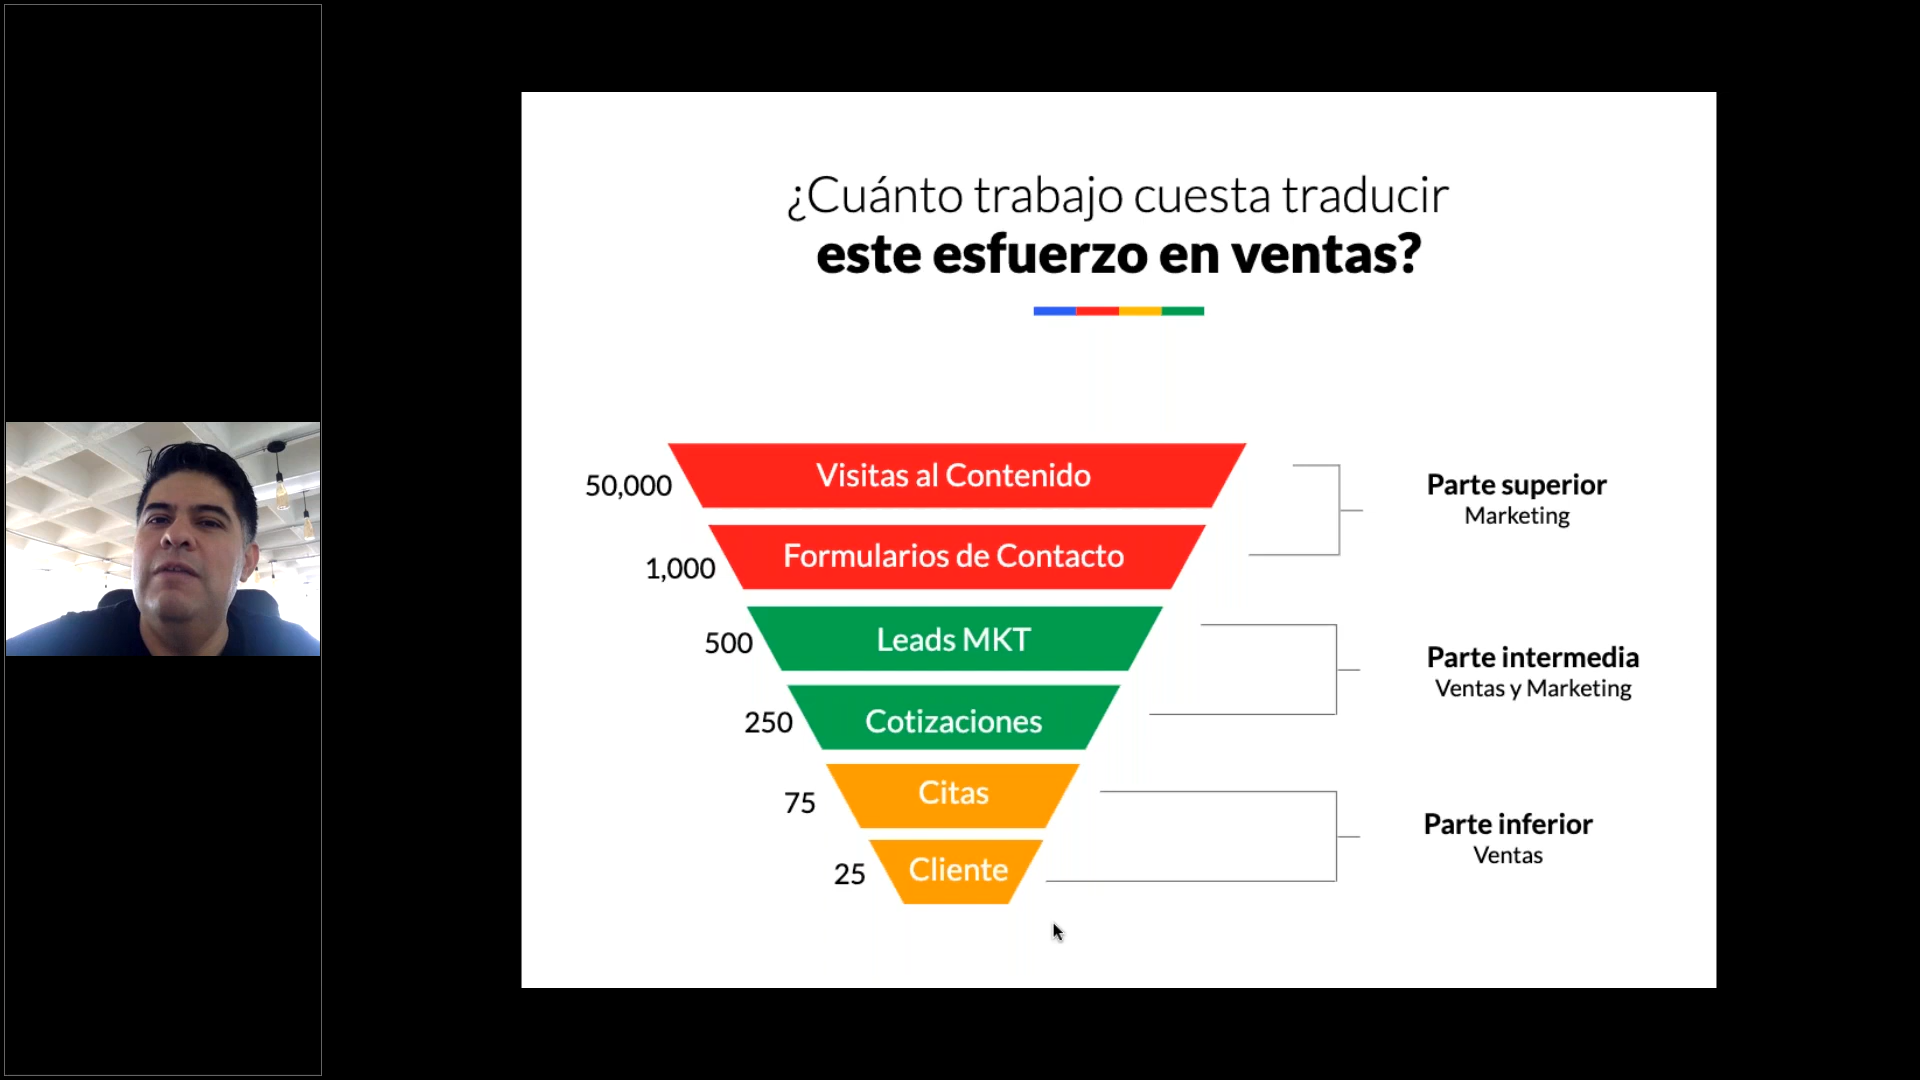 ¿Cuánto trabajo cuesta traducir
este esfuerzo en ventas?
50,000
Visitas al Contenido
1,000
Formularios de Contacto
Parte superior
Marketing
500
Leads MKT
250
Cotizaciones
Parte intermedia
Ventas y Marketing
75
Citas
25
Cliente
Parte inferior
Ventas